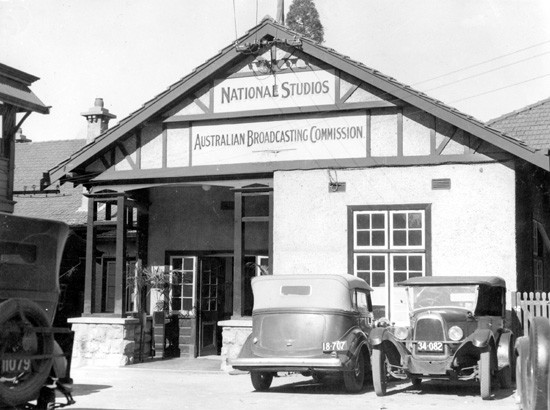 NATIONAL STUDIOS
AUSTRALIAN BROADCASTING COMMISSION
18·707
34·082
11079